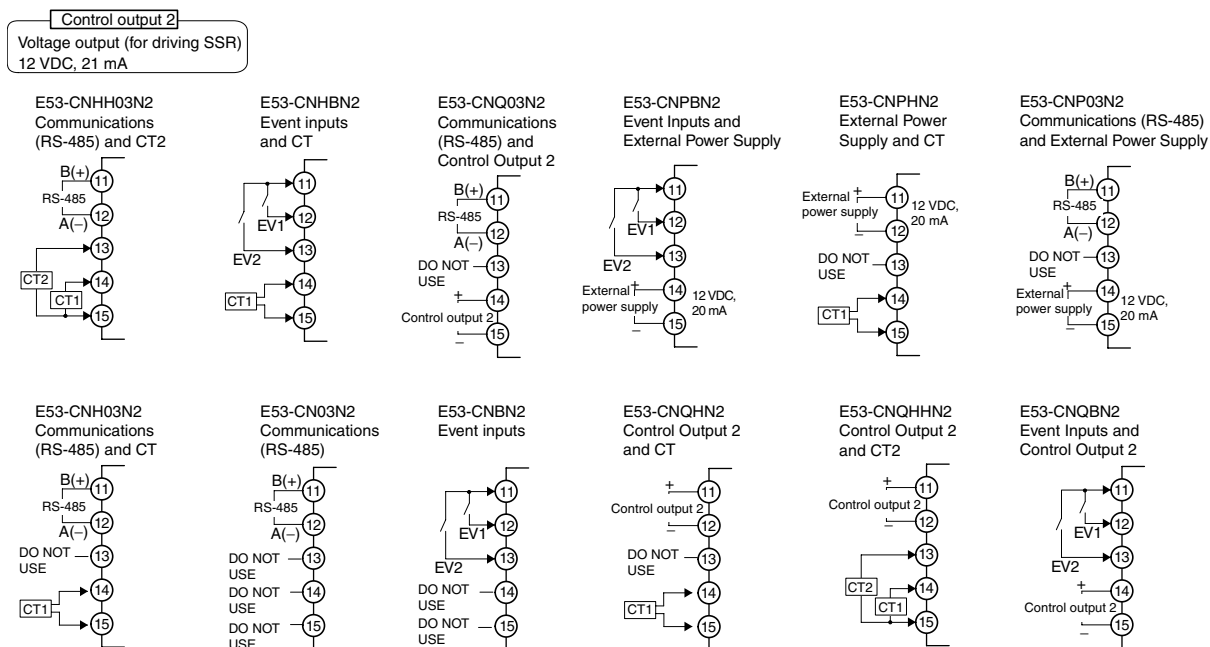 Control output 2
Voltage output (for driving SSR)
12 VDC, 21 mA
E53-CNHH03N2
Communications
(RS-485) and CT2
B(+)
11
RS-485
12
A(−)
13
CT2
14
CT1
15
E53-CNHBN2
Event inputs
and CT
11
12
EV1
13
EV2
14
CT1
15
E53-CNQ03N2
Communications
(RS-485) and
Control Output 2
B(+)
11
RS-485
12
A(−)
DO NOT
USE
13
+
14
Control output 2
−
15
E53-CNPBN2
Event Inputs and
External Power Supply
11
12
EV1
13
EV2
External
power supply
+
14
12 VDC,
20 mA
−
15
E53-CNPHN2
External Power
Supply and CT
External
power supply
+
11
12 VDC,
20 mA
−
12
DO NOT
USE
13
14
CT1
15
E53-CNP03N2
Communications (RS-485)
and External Power Supply
B(+)
11
RS-485
12
A(−)
DO NOT
USE
13
External
power supply
+
14
12 VDC,
20 mA
−
15
E53-CNH03N2
Communications
(RS-485) and CT
B(+)
11
RS-485
12
A(−)
DO NOT
USE
13
14
CT1
15
E53-CN03N2
Communications
(RS-485)
B(+)
11
RS-485
12
A(−)
DO NOT
USE
13
DO NOT
USE
14
DO NOT
USE
15
E53-CNBN2
Event inputs
11
12
EV1
13
EV2
DO NOT
USE
14
DO NOT
USE
15
E53-CNQHN2
Control Output 2
and CT
+
11
Control output 2
−
12
DO NOT
USE
13
14
CT1
15
E53-CNQHHN2
Control Output 2
and CT2
+
11
Control output 2
−
12
13
CT2
14
CT1
15
E53-CNQBN2
Event Inputs and
Control Output 2
11
12
EV1
13
EV2
+
14
Control output 2
−
15